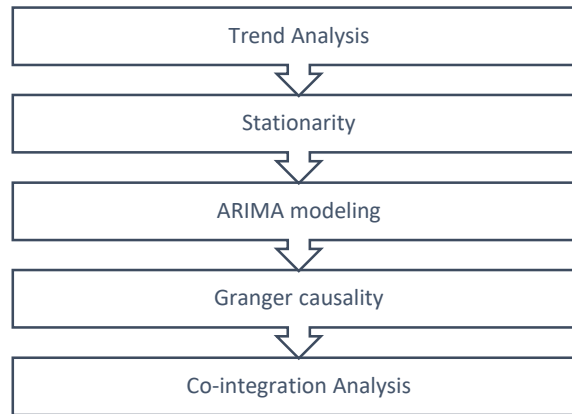 Trend Analysis
Stationarity
ARIMA modeling
Granger causality
Co-integration Analysis